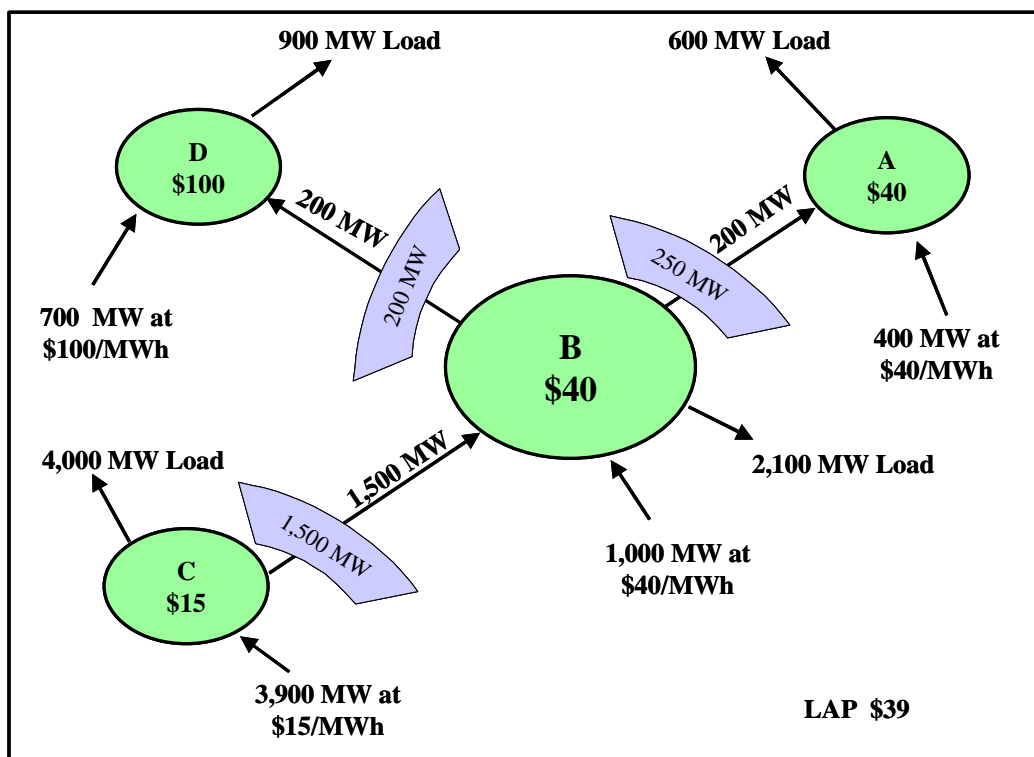 900 MW Load
600 MW Load
D
$100
A
$40
200 MW
200 MW
200 MW
250 MW
700 MW at
$100/MWh
B
$40
400 MW at
$40/MWh
4,000 MW Load
1,500 MW
2,100 MW Load
1,500 MW
C
$15
1,000 MW at
$40/MWh
3,900 MW at
$15/MWh
LAP $39